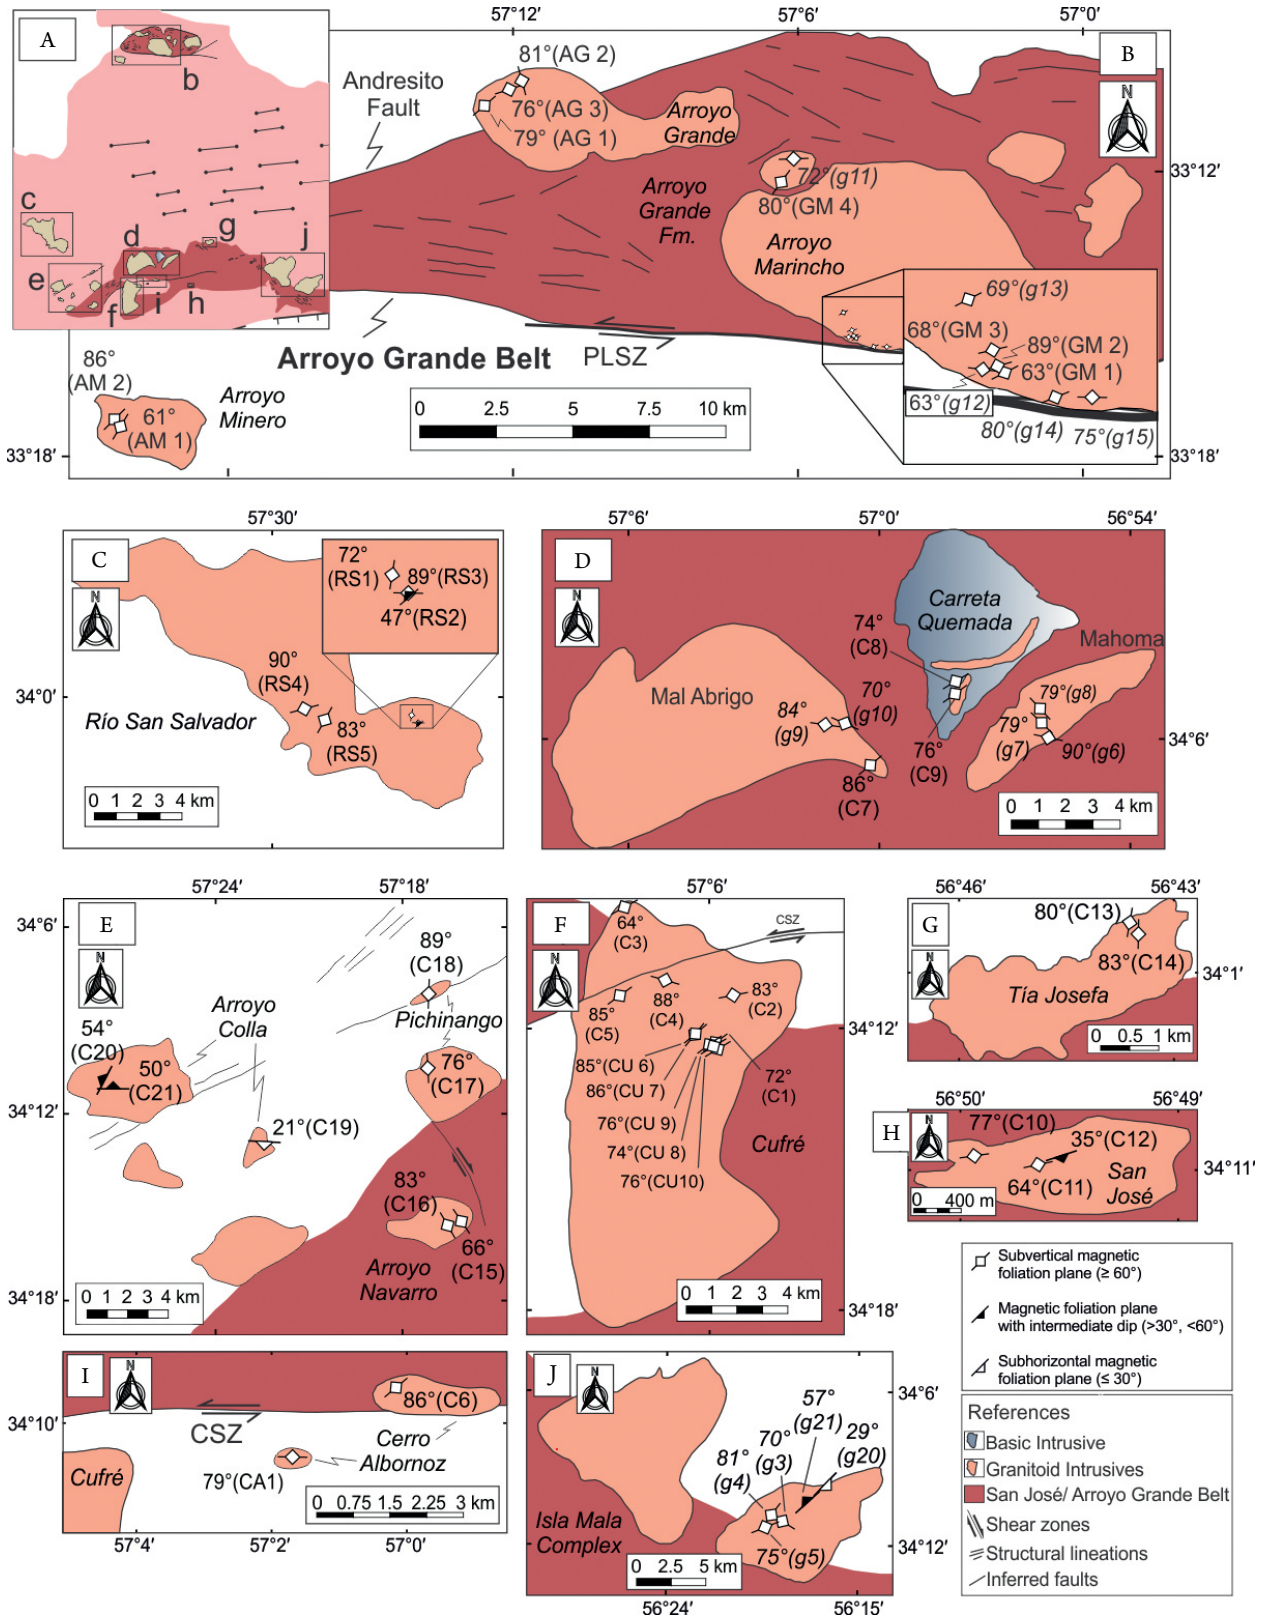 A
b
c
d
g
j
e
f
i
h
57°12′
57°6′
57°0′
B
N
81°(AG 2)
Andresito
Fault
76°(AG 3)
79°(AG 1)
Arroyo
Grande
33°12′
72°(g11)
80°(GM 4)
Arroyo
Grande
Fm.
Arroyo
Marincho
69°(g13)
68°(GM 3)
89°(GM 2)
63°(GM 1)
63°(g12)
80°(g14)
75°(g15)
Arroyo Grande Belt
PLSZ
86°
(AM 2)
61°
(AM 1)
Arroyo
Minero
0 2.5 5 7.5 10 km
33°18′
33°18′
57°30′
C
N
72°
(RS1)
89°(RS3)
47°(RS2)
90°
(RS4)
83°
(RS5)
34°0′
Río San Salvador
0 1 2 3 4 km
57°6′
57°0′
56°54′
D
N
Carreta
Quemada
Mahoma
74°
(C8)
Mal Abrigo
70°
(g10)
84°
(g9)
79°(g8)
79°
(g7)
90°(g6)
76°
(C9)
86°
(C7)
34°6′
0 1 2 3 4 km
57°24′
57°18′
34°6′
E
N
89°
(C18)
Arroyo
Colla
Pichinango
54°
(C20)
50°
(C21)
76°
(C17)
34°12′
21°(C19)
83°
(C16)
66°
(C15)
Arroyo
Navarro
0 1 2 3 4 km
34°18′
57°6′
F
N
64°
(C3)
CSZ
88°
(C4)
83°
(C2)
85°
(C5)
34°12′
85°(CU 6)
86°(CU 7)
72°
(C1)
76°(CU 9)
74°(CU 8)
76°(CU10)
Cufré
0 1 2 3 4 km
34°18′
56°46′
56°43′
G
N
80°(C13)
83°(C14)
34°1′
Tía Josefa
0 0.5 1 km
56°50′
56°49′
H
N
77°(C10)
35°(C12)
64°(C11)
San
José
34°11′
0 400 m
Subvertical magnetic
foliation plane (≥ 60°)
Magnetic foliation plane
with intermediate dip (>30°, <60°)
Subhorizontal magnetic
foliation plane (≤ 30°)
References
Basic Intrusive
Granitoid Intrusives
San José/ Arroyo Grande Belt
Shear zones
Structural lineations
Inferred faults
I
N
86°(C6)
34°10′
CSZ
Cerro
Albornoz
Cufré
79°(CA1)
0 0.75 1.5 2.25 3 km
57°4′
57°2′
57°0′
J
N
34°6′
57°
(g21)
29°
(g20)
70°
(g3)
81°
(g4)
75°(g5)
Isla Mala
Complex
34°12′
0 2.5 5 km
56°24′
56°15′